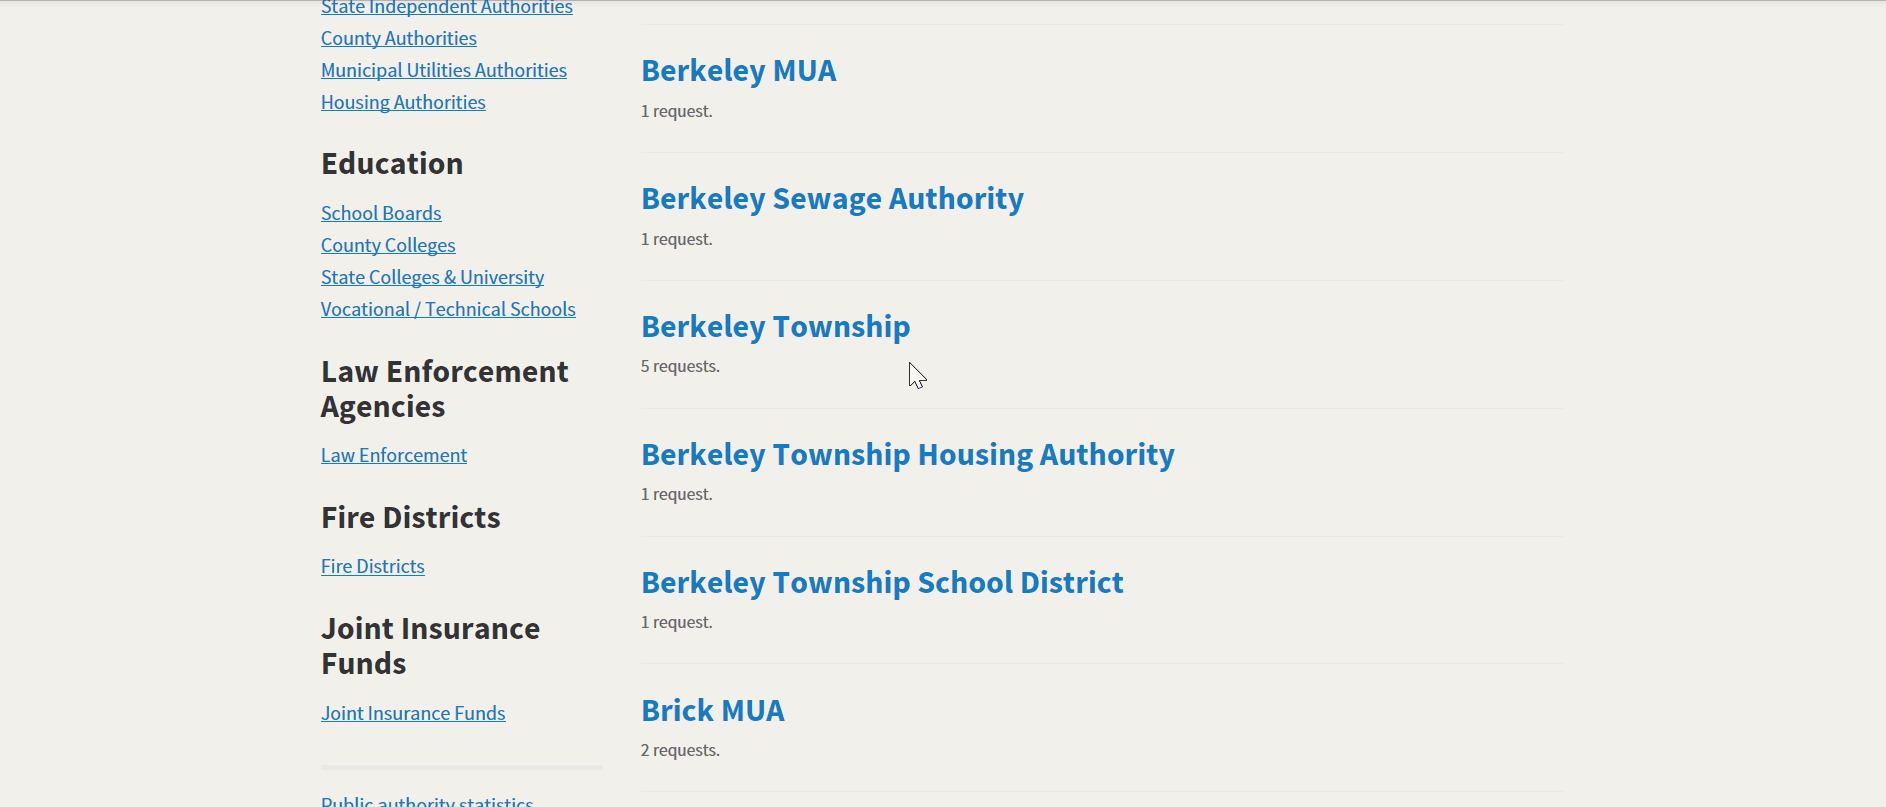 State Independent Authorities
County Authorities
Municipal Utilities Authorities
Housing Authorities
Education
School Boards
County Colleges
State Colleges & University
Vocational / Technical Schools
Law Enforcement
Agencies
Law Enforcement
Fire Districts
Fire Districts
Joint Insurance
Funds
Joint Insurance Funds
Public authority statistics
Berkeley MUA
1 request.
Berkeley Sewage Authority
1 request.
Berkeley Township
5 requests.
Berkeley Township Housing Authority
1 request.
Berkeley Township School District
1 request.
Brick MUA
2 requests.